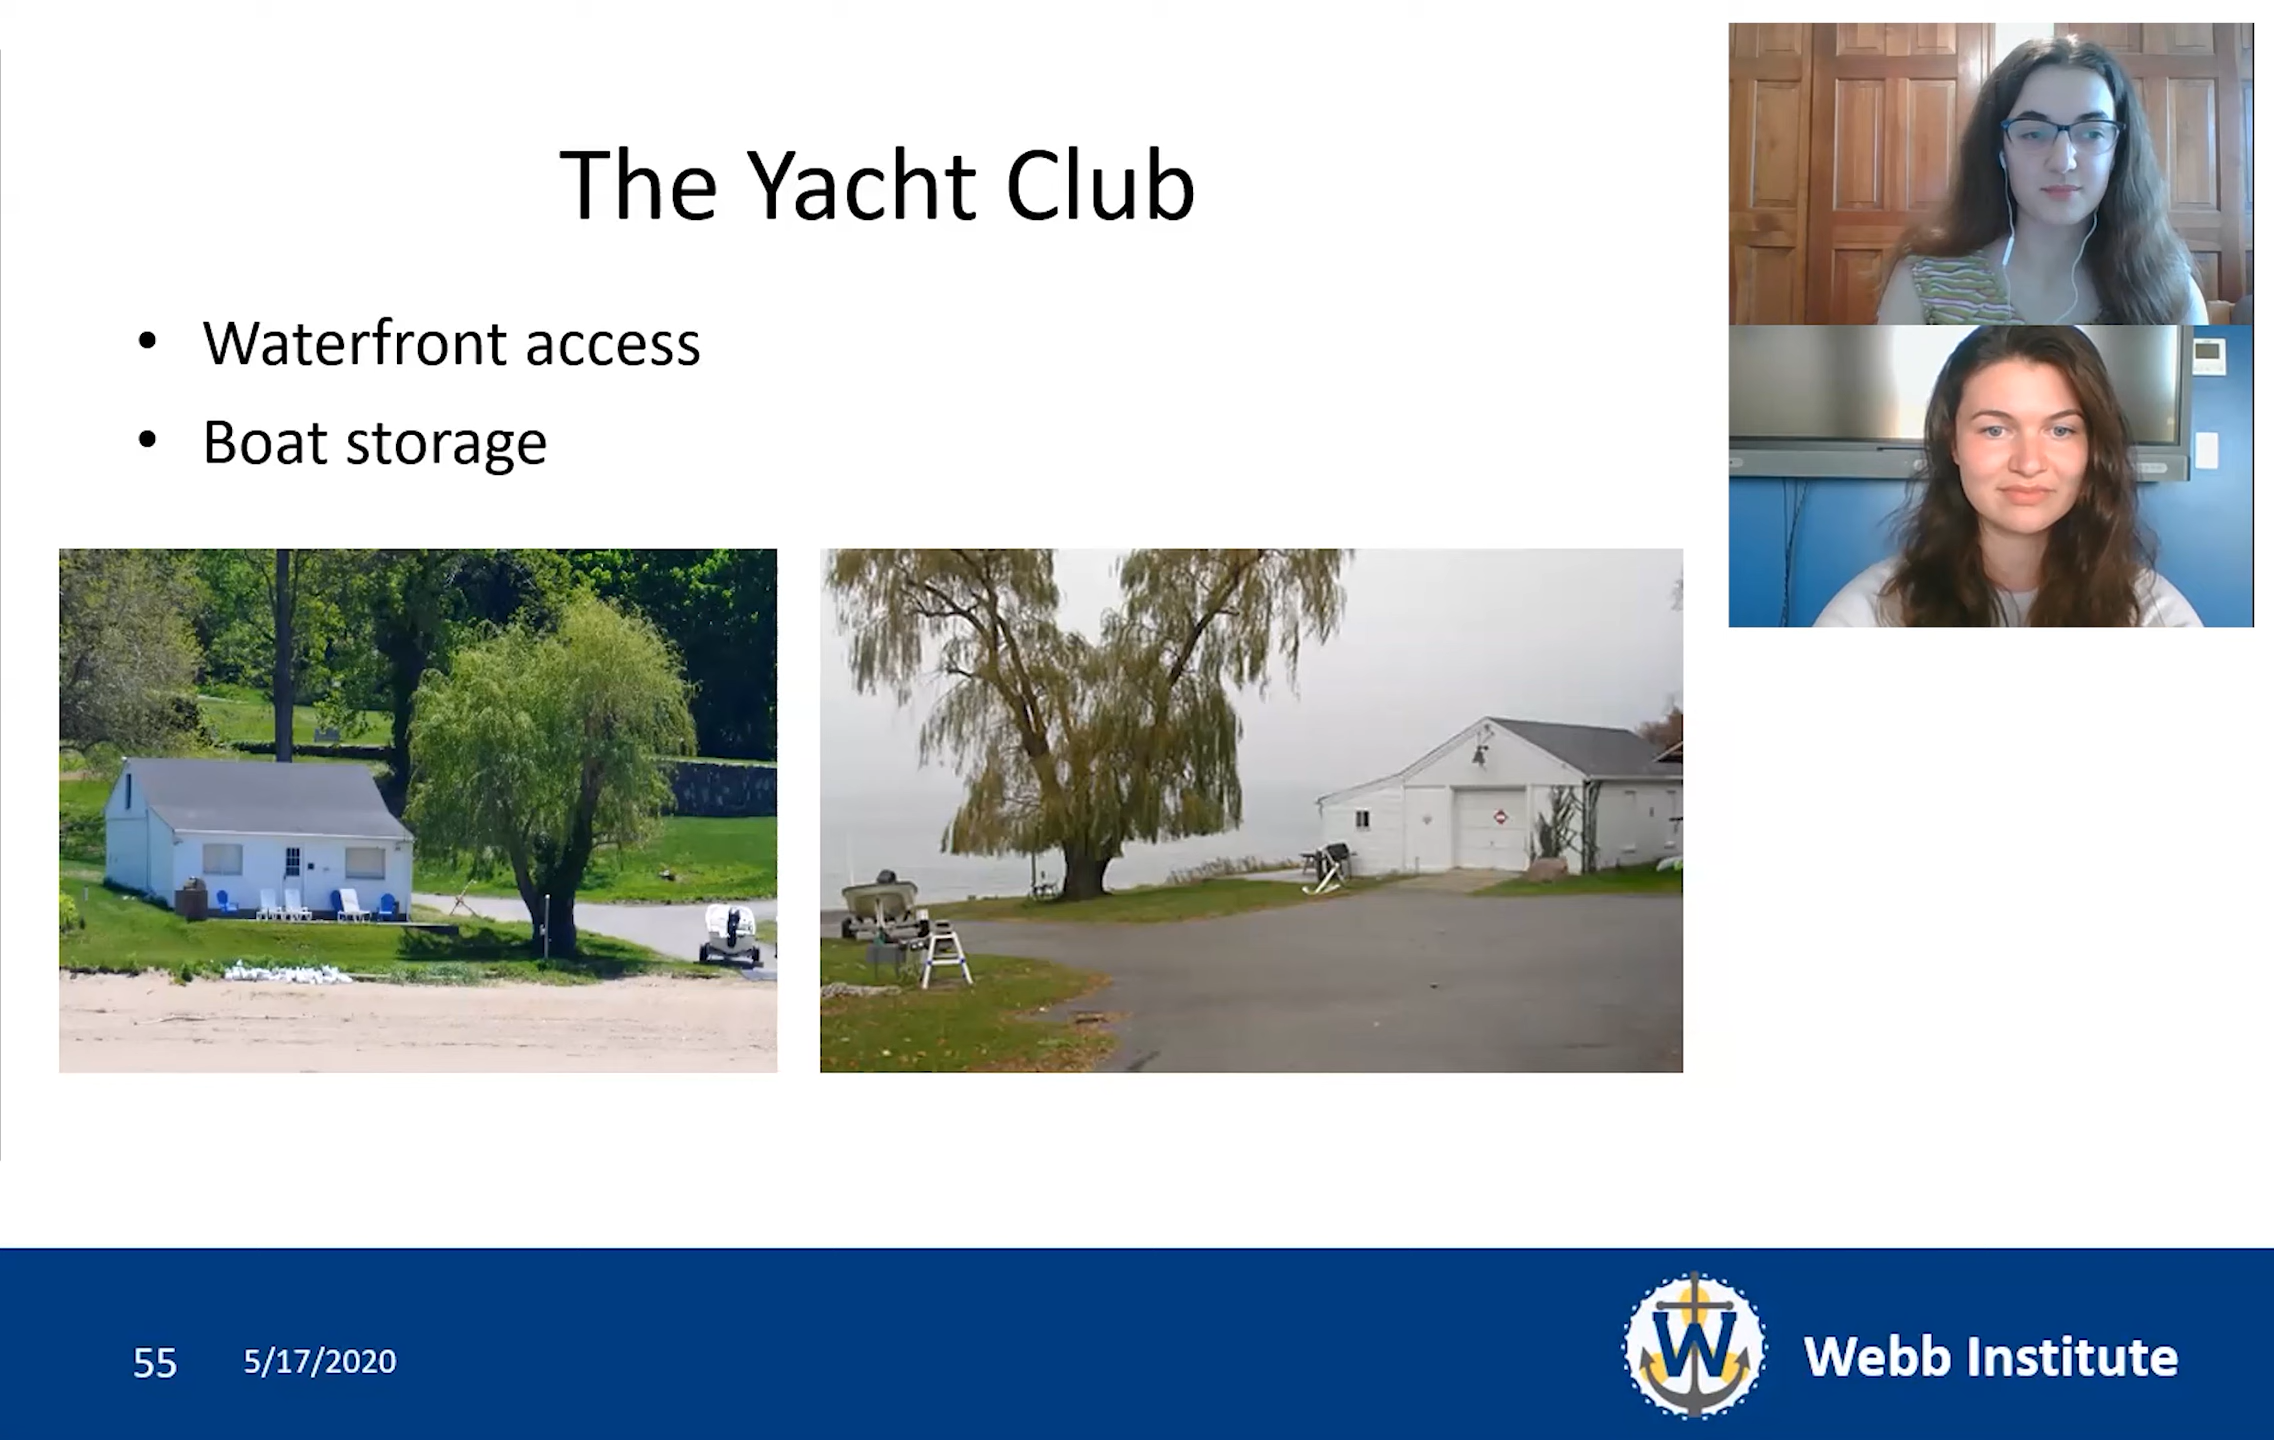 The Yacht Club
• Waterfront access
• Boat storage
55 5/17/2020
W
Webb Institute